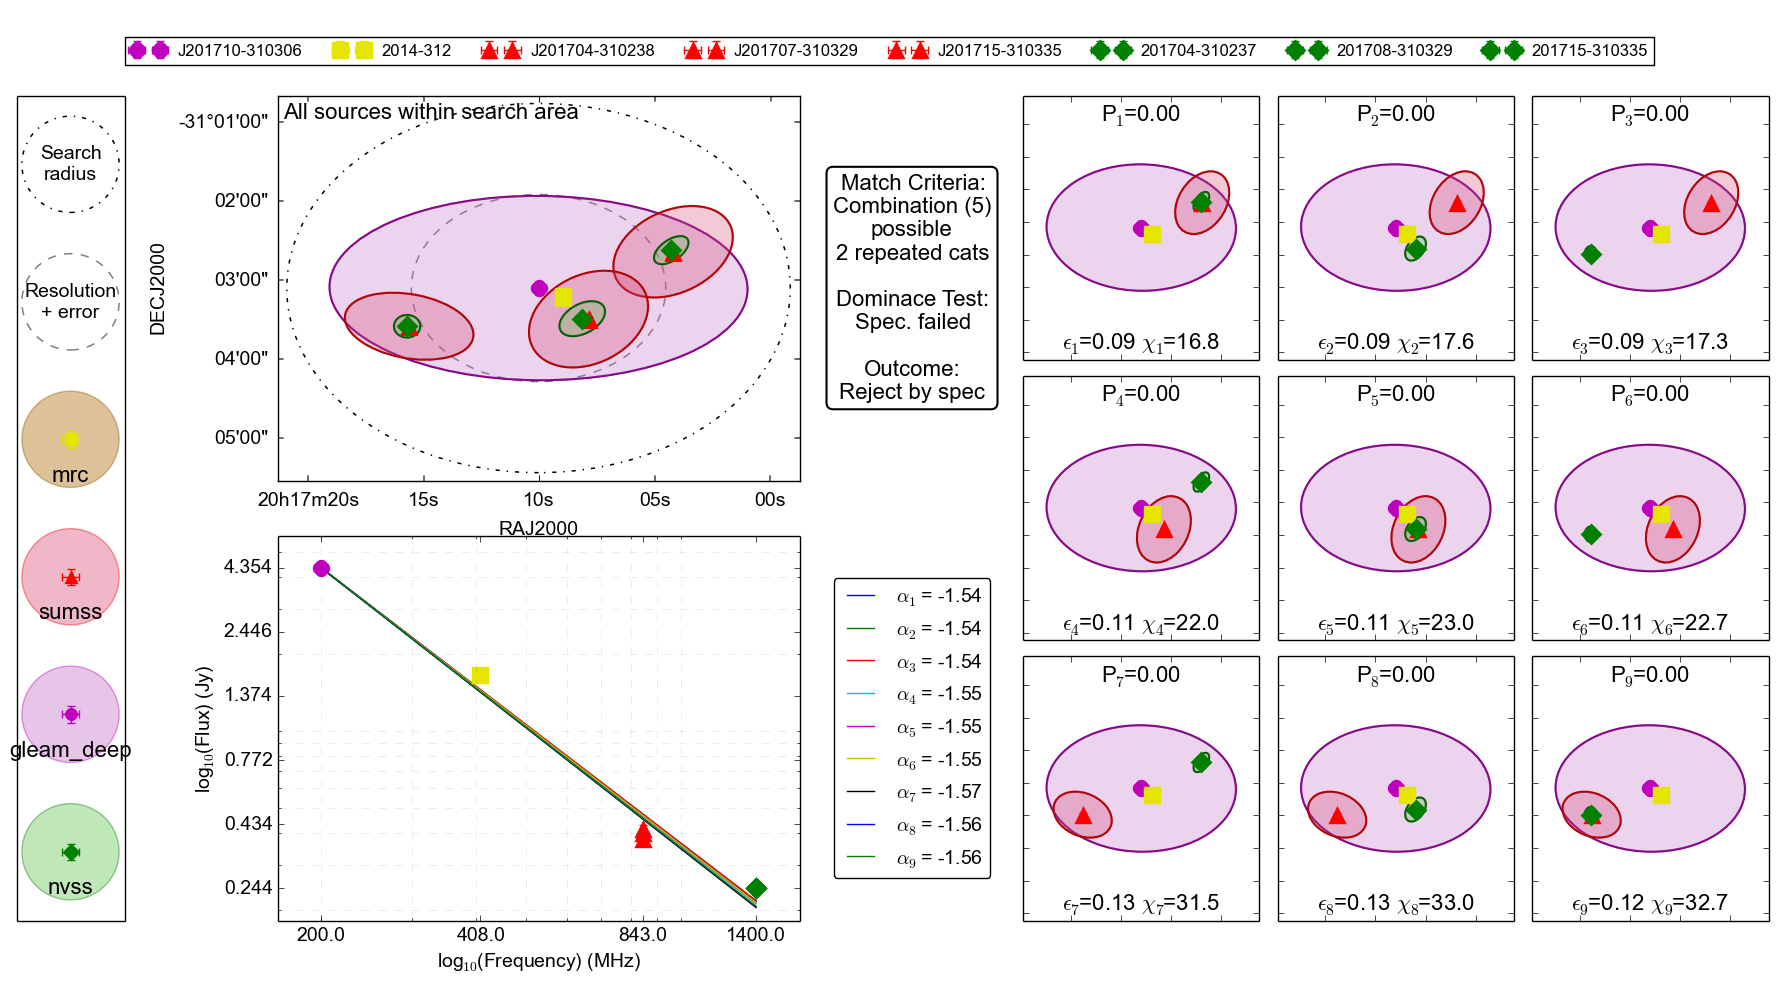 J201710-310306 2014-312 J201704-310238 J201707-310329 J201715-310335 201704-310237 201708-310329 201715-310335
Search
radius
Resolution
+ error
mrc
sumss
gleam_deep
nvss
All sources within search area
-31°01'00"
02'00"
03'00"
04'00"
05'00"
DECJ2000
20h17m20s 15s 10s 05s 00s
RAJ2000
Match Criteria:
Combination (5)
possible
2 repeated cats
Dominace Test:
Spec. failed
Outcome:
Reject by spec
4.354
2.446
1.374
0.772
0.434
0.244
log₁₀(Flux) (Jy)
200.0 408.0 843.0 1400.0
log₁₀(Frequency) (MHz)
α₁ = -1.54
α₂ = -1.54
α₃ = -1.54
α₄ = -1.55
α₅ = -1.55
α₆ = -1.55
α₇ = -1.57
α₈ = -1.56
α₉ = -1.56
P₁=0.00
ϵ₁=0.09 χ₁=16.8
P₂=0.00
ϵ₂=0.09 χ₂=17.6
P₃=0.00
ϵ₃=0.09 χ₃=17.3
P₄=0.00
ϵ₄=0.11 χ₄=22.0
P₅=0.00
ϵ₅=0.11 χ₅=23.0
P₆=0.00
ϵ₆=0.11 χ₆=22.7
P₇=0.00
ϵ₇=0.13 χ₇=31.5
P₈=0.00
ϵ₈=0.13 χ₈=33.0
P₉=0.00
ϵ₉=0.12 χ₉=32.7